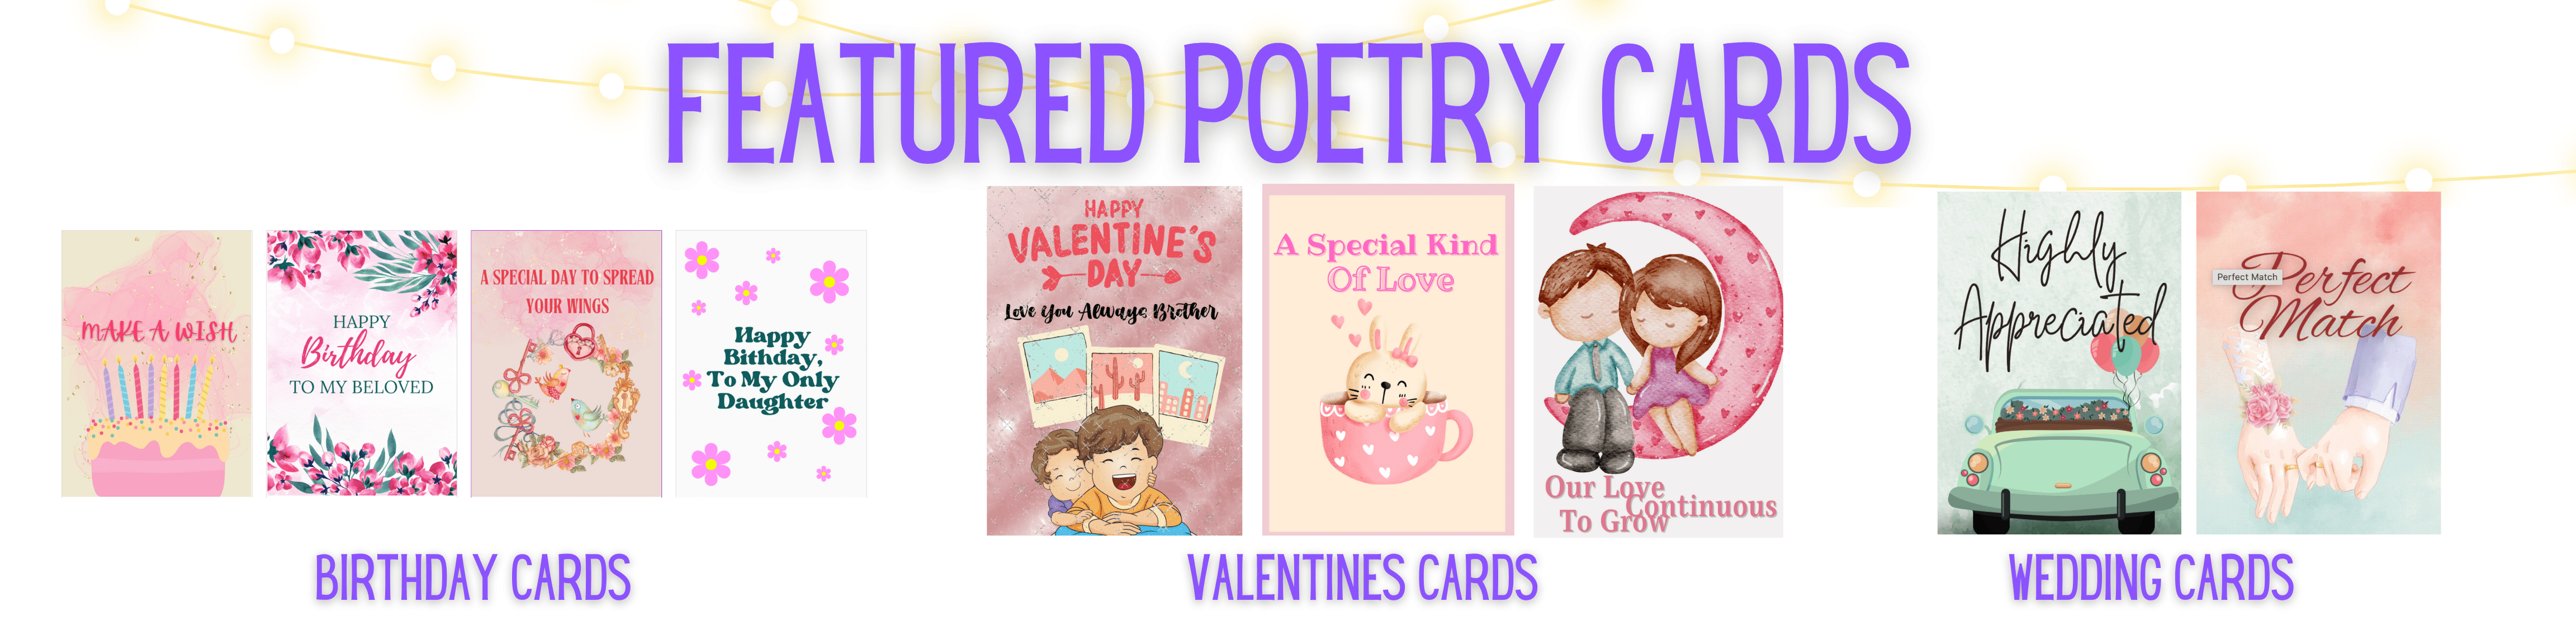 FEATURED POETRY CARDS
MAKE A WISH
HAPPY
Birthday
TO MY BELOVED
A SPECIAL DAY TO SPREAD
YOUR WINGS
Happy
Bithday,
To My Only
Daughter
HAPPY
VALENTINE'S
DAY
Love You Always Brother
A Special Kind
Of Love
Our Love
Continuous
To Grow
Highly
Appreciated
Perfect Match
Perfect
Match
BIRTHDAY CARDS
VALENTINES CARDS
WEDDING CARDS